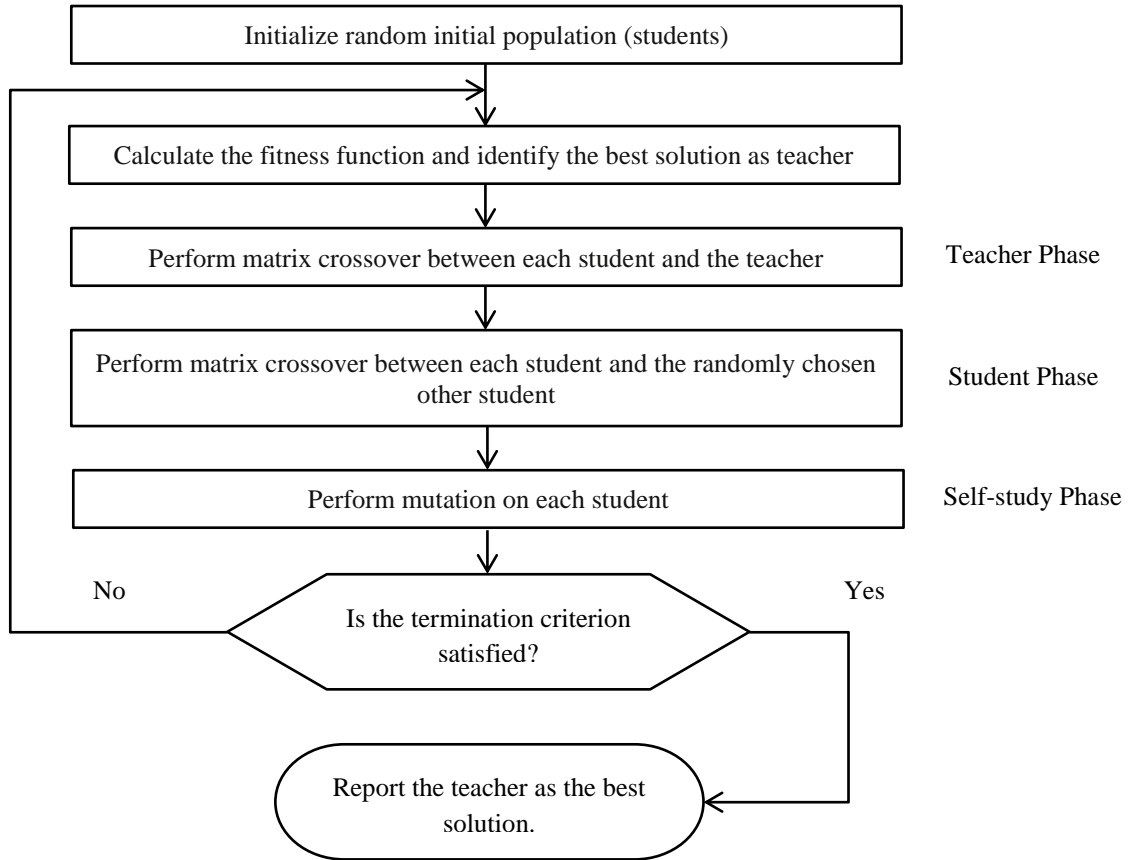 Initialize random initial population (students)
Calculate the fitness function and identify the best solution as teacher
Perform matrix crossover between each student and the teacher
Teacher Phase
Perform matrix crossover between each student and the randomly chosen
other student
Student Phase
Perform mutation on each student
Self-study Phase
No
Yes
Is the termination criterion
satisfied?
Report the teacher as the best
solution.